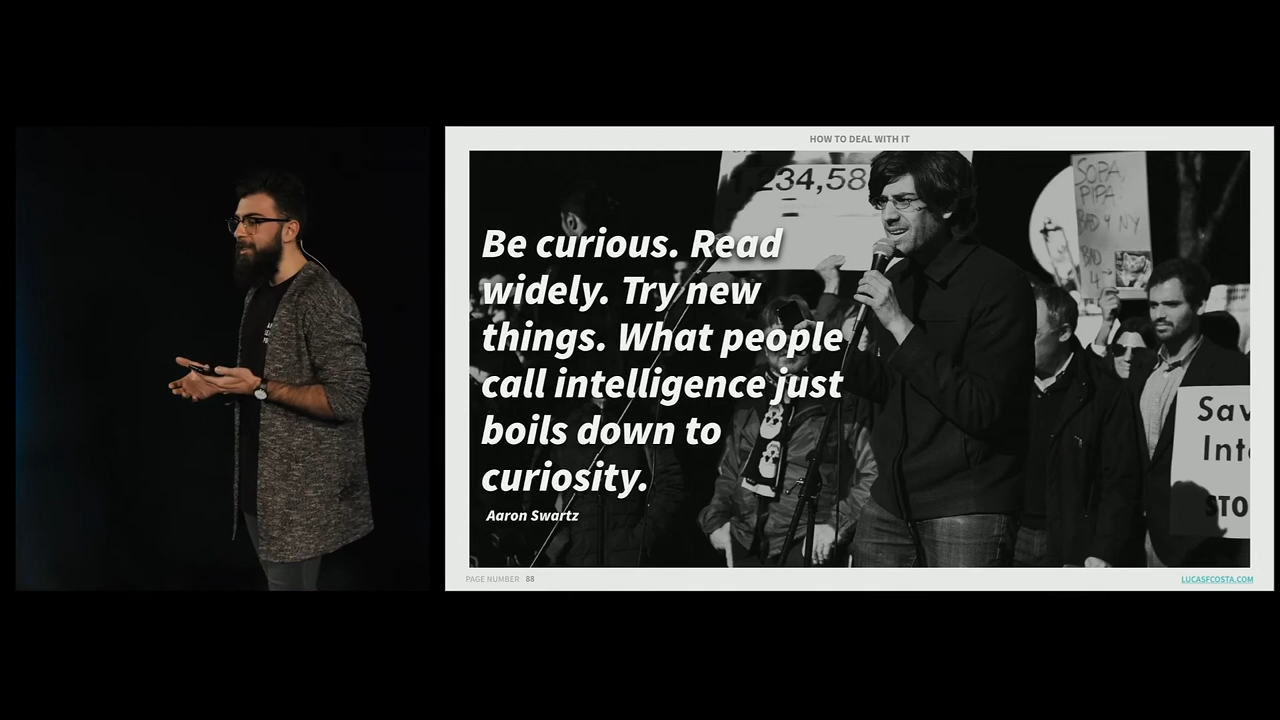 HOW TO DEAL WITH IT
234,58
SOPA,
PIPA!
BAD 4 NY
BAD
4
Be curious. Read
widely. Try new
things. What people
call intelligence just
boils down to
curiosity.
Aaron Swartz
Sav
Int
STO
PAGE NUMBER 88
LUCASFCOSTA.COM